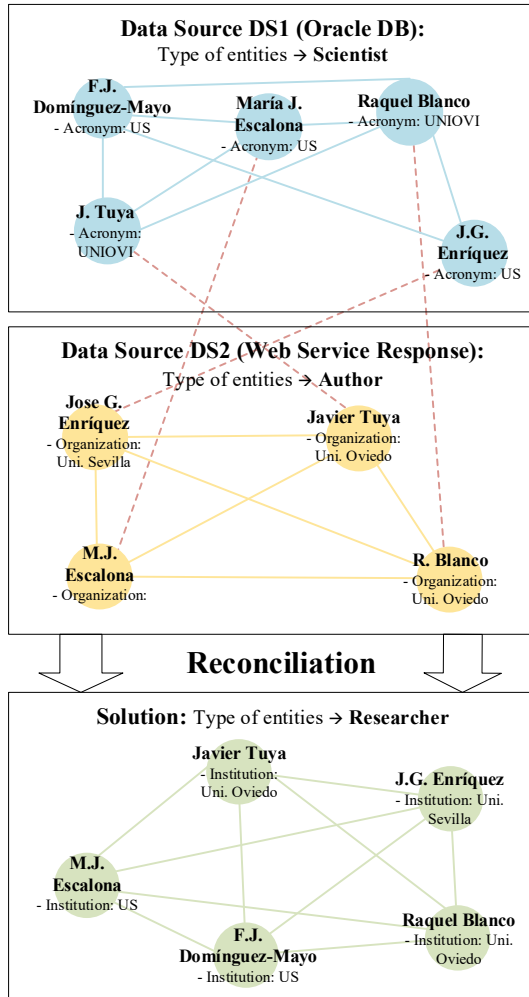 Data Source DS1 (Oracle DB):
Type of entities → Scientist
F.J.
Domínguez-Mayo
- Acronym: US
María J.
Escalona
- Acronym: US
Raquel Blanco
- Acronym: UNIOVI
J. Tuya
- Acronym:
UNIOVI
J.G.
Enríquez
- Acronym: US
Data Source DS2 (Web Service Response):
Type of entities → Author
Jose G.
Enríquez
- Organization:
Uni. Sevilla
Javier Tuya
- Organization:
Uni. Oviedo
M.J.
Escalona
- Organization:
R. Blanco
- Organization:
Uni. Oviedo
Reconciliation
Solution: Type of entities → Researcher
Javier Tuya
- Institution:
Uni. Oviedo
J.G. Enríquez
- Institution: Uni.
Sevilla
M.J.
Escalona
- Institution: US
F.J.
Domínguez-Mayo
- Institution: US
Raquel Blanco
- Institution: Uni.
Oviedo